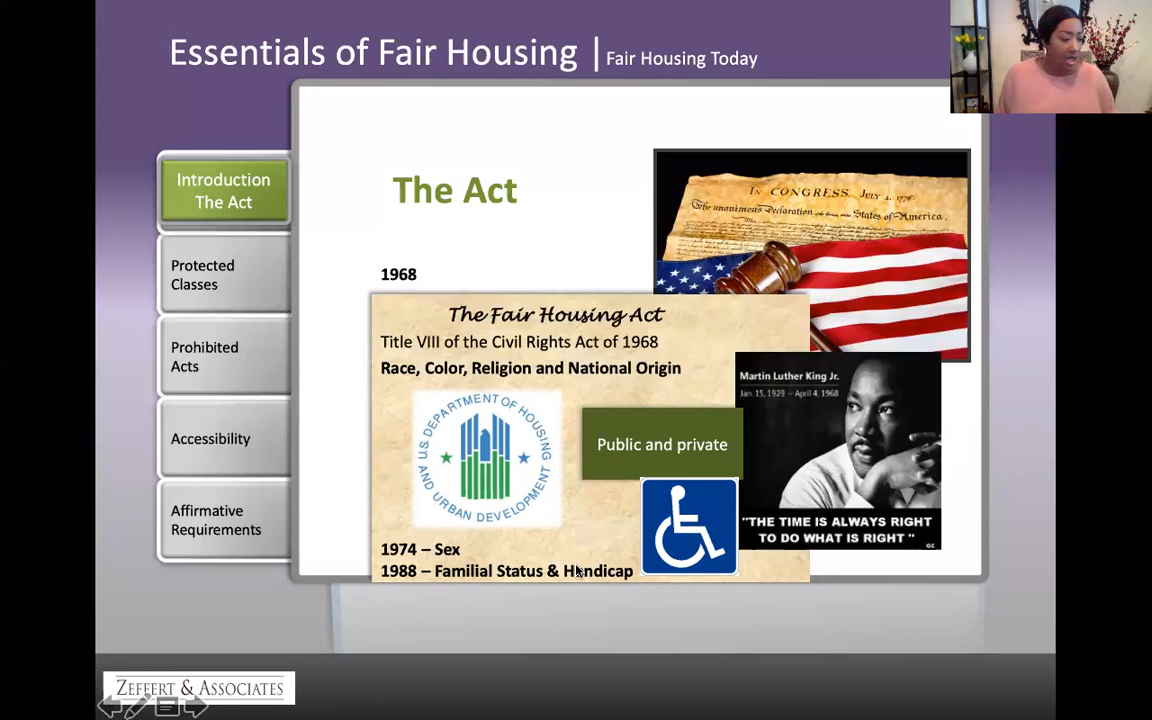 Essentials of Fair Housing | Fair Housing Today
Introduction
The Act
Protected
Classes
Prohibited
Acts
Accessibility
Affirmative
Requirements
The Act
1968
IN CONGRESS, JULY 4, 1776.
The unanimous Declaration of the thirteen united States of America,
The Fair Housing Act
Title VIII of the Civil Rights Act of 1968
Race, Color, Religion and National Origin
U.S. DEPARTMENT OF HOUSING
AND URBAN DEVELOPMENT
Public and private
Martin Luther King Jr.
Jan. 15, 1929 – April 4, 1968
"THE TIME IS ALWAYS RIGHT
TO DO WHAT IS RIGHT "
1974 – Sex
1988 – Familial Status & Handicap
ZEFFERT & ASSOCIATES